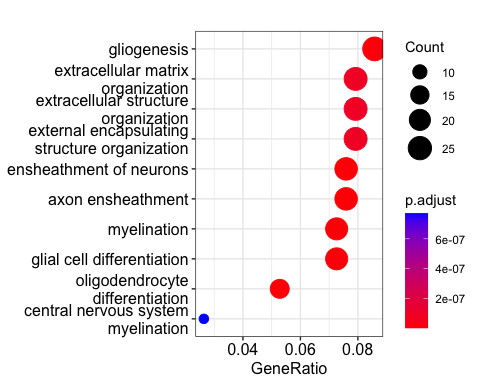 gliogenesis
extracellular matrix
organization
extracellular structure
organization
external encapsulating
structure organization
ensheathment of neurons
axon ensheathment
myelination
glial cell differentiation
oligodendrocyte
differentiation
central nervous system
myelination
0.04 0.06 0.08
GeneRatio
Count
10
15
20
25
p.adjust
6e-07
4e-07
2e-07